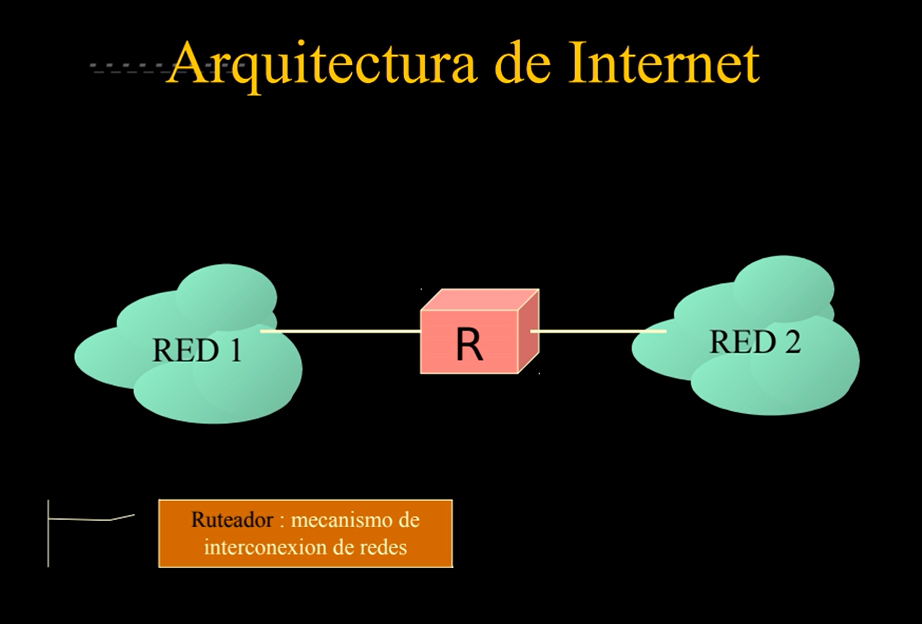 Arquitectura de Internet
RED 1
R
RED 2
Ruteador : mecanismo de
interconexion de redes